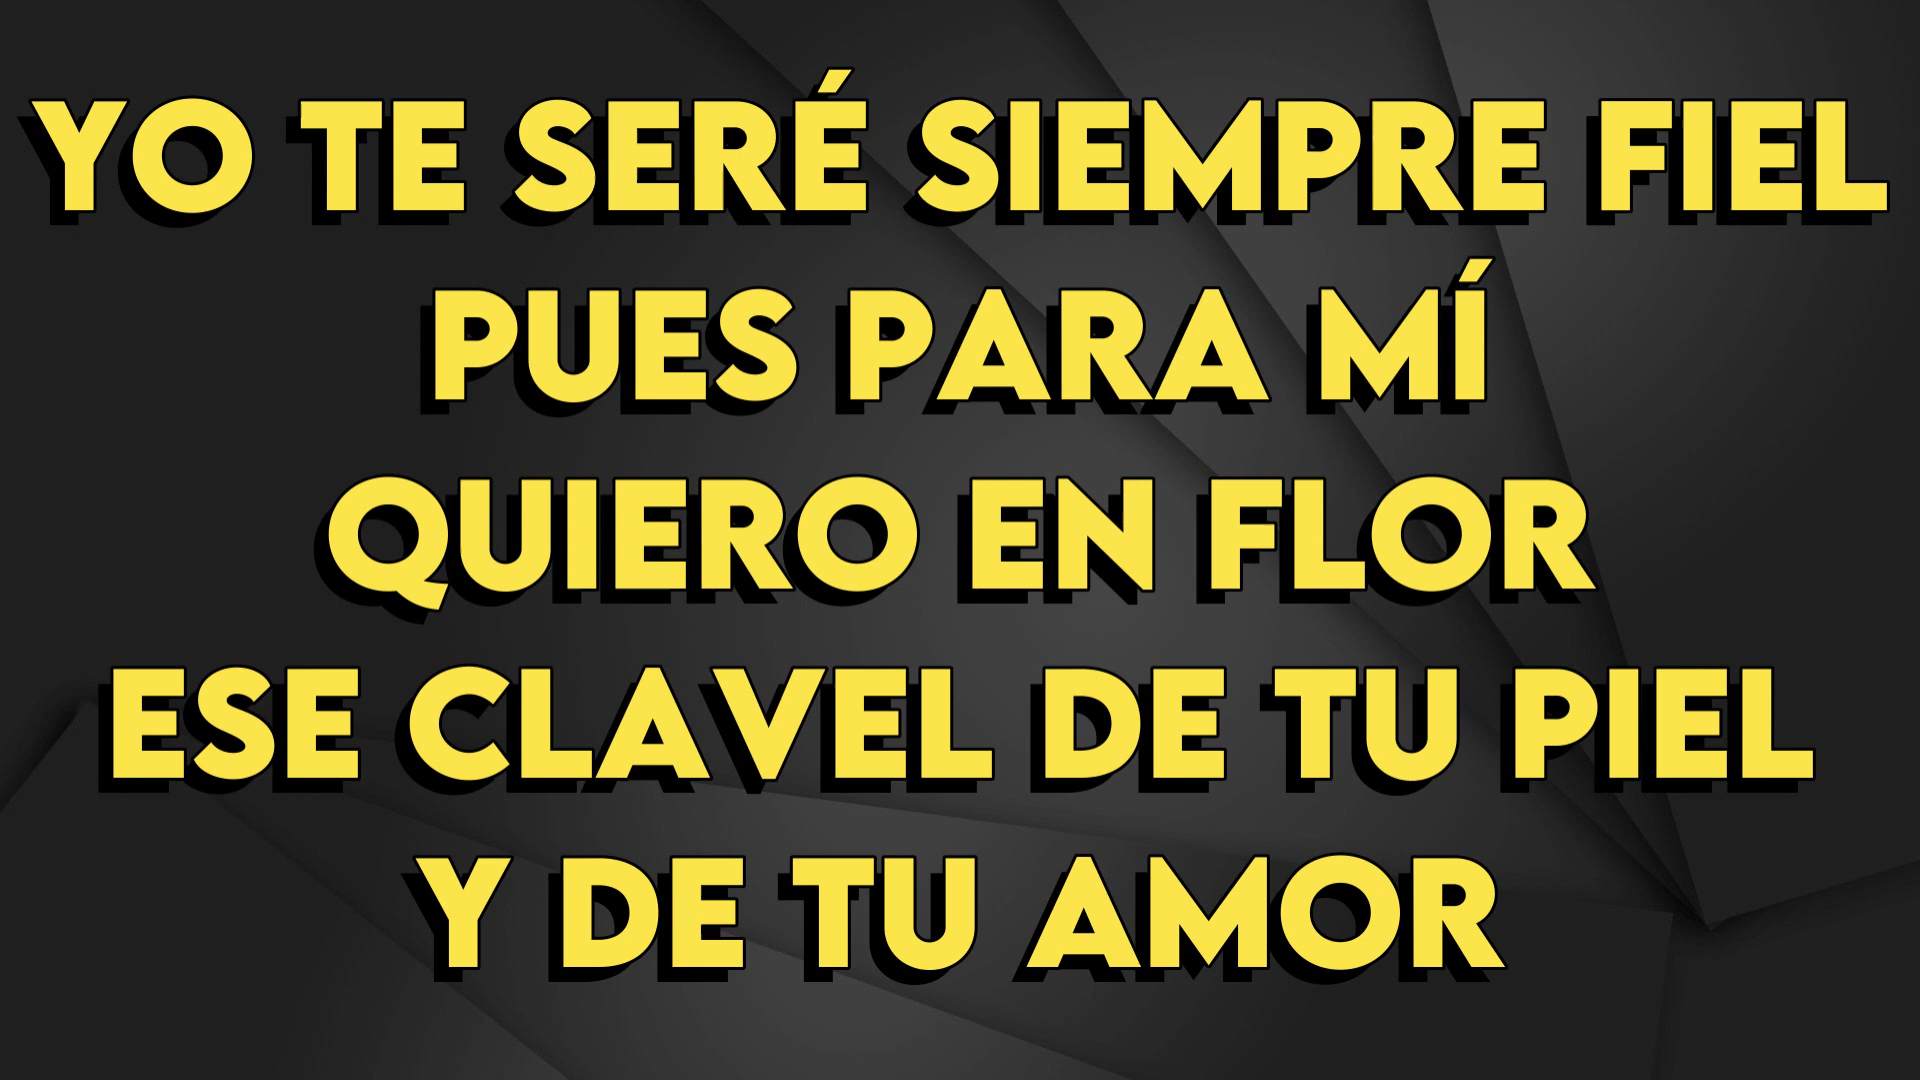 YO TE SERÉ SIEMPRE FIEL
PUES PARA MÍ
QUIERO EN FLOR
ESE CLAVEL DE TU PIEL
Y DE TU AMOR